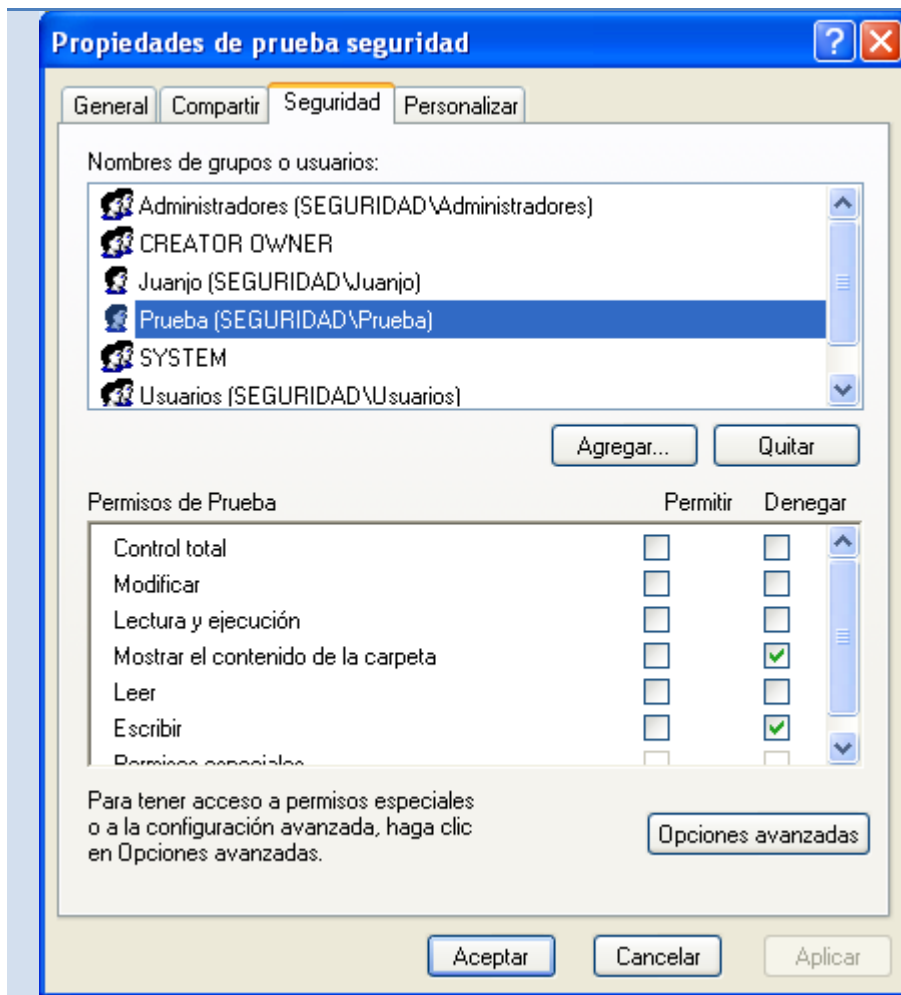 Propiedades de prueba seguridad
General Compartir Seguridad Personalizar
Nombres de grupos o usuarios:
Administradores (SEGURIDAD\Administradores)
CREATOR OWNER
Juanjo (SEGURIDAD\Juanjo)
Prueba (SEGURIDAD\Prueba)
SYSTEM
Usuarios (SEGURIDAD\Usuarios)
Agregar... Quitar
Permisos de Prueba Permitir Denegar
Control total
Modificar
Lectura y ejecución
Mostrar el contenido de la carpeta
Leer
Escribir
Permisos especiales
Para tener acceso a permisos especiales
o a la configuración avanzada, haga clic
en Opciones avanzadas.
Opciones avanzadas
Aceptar Cancelar Aplicar